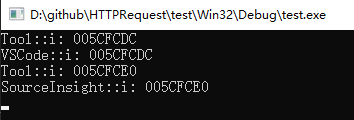 D:\github\HTTPRequest\test\Win32\Debug\test.exe
Tool::i: 005CFCDC
VSCode::i: 005CFCDC
Tool::i: 005CFCE0
SourceInsight::i: 005CFCE0